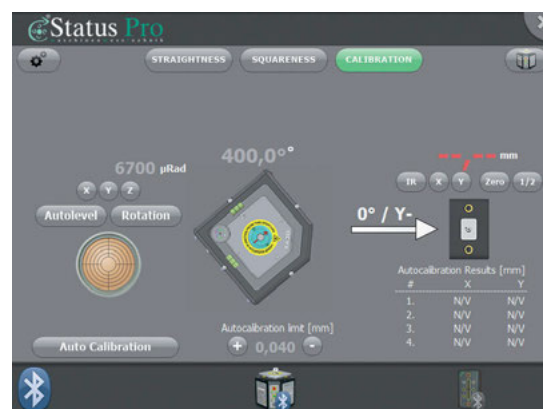 Status Pro
maschinenmesstechnik
STRAIGHTNESS
SQUARENESS
CALIBRATION
6700 µRad
400,0°°
--,--- mm
X Y Z
IR X Y Zero 1/2
Autolevel
Rotation
0° / Y-
Autocalibration Results [mm]
# X Y
1. N/V N/V
2. N/V N/V
3. N/V N/V
4. N/V N/V
Autocalibration limit [mm]
+ 0,040 -
Auto Calibration